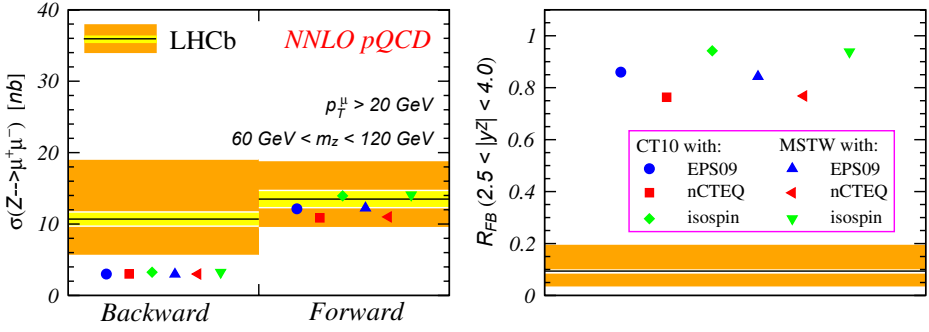 σ(Z-->μ⁺μ⁻) [nb]
40
30
20
10
0
LHCb
NNLO pQCD
p_T^μ > 20 GeV
60 GeV < m_Z < 120 GeV
Backward
Forward
R_FB (2.5 < |y^Z| < 4.0)
1
0.8
0.6
0.4
0.2
0
CT10 with:
MSTW with:
EPS09
EPS09
nCTEQ
nCTEQ
isospin
isospin